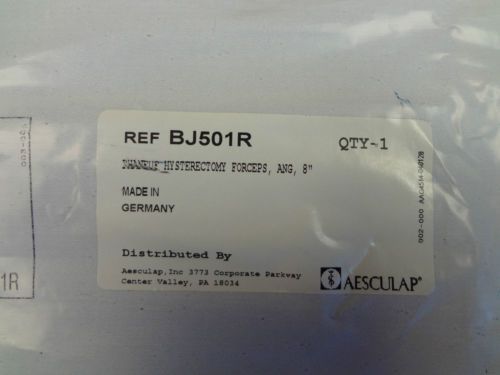 REF BJ501R
QTY~1
PHANEUF HYSTERECTOMY FORCEPS, ANG, 8"
MADE IN
GERMANY
Distributed By
Aesculap,Inc 3773 Corporate Parkway
Center Valley, PA 18034
AESCULAP®
1R